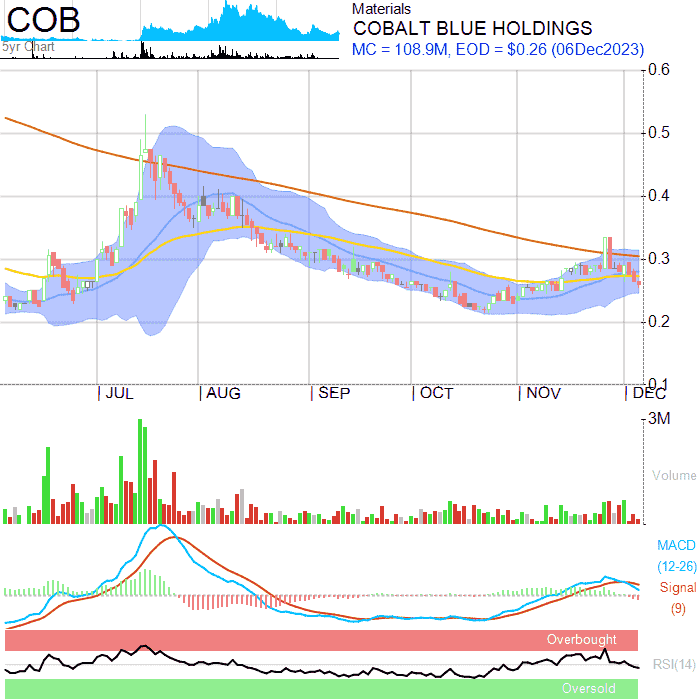 COB
5yr Chart
Materials
COBALT BLUE HOLDINGS
MC = 108.9M, EOD = $0.26 (06Dec2023)
0.6
0.5
0.4
0.3
0.2
0.1
JUL AUG SEP OCT NOV DEC
3M
Volume
MACD
(12-26)
Signal
(9)
Overbought
RSI(14)
Oversold